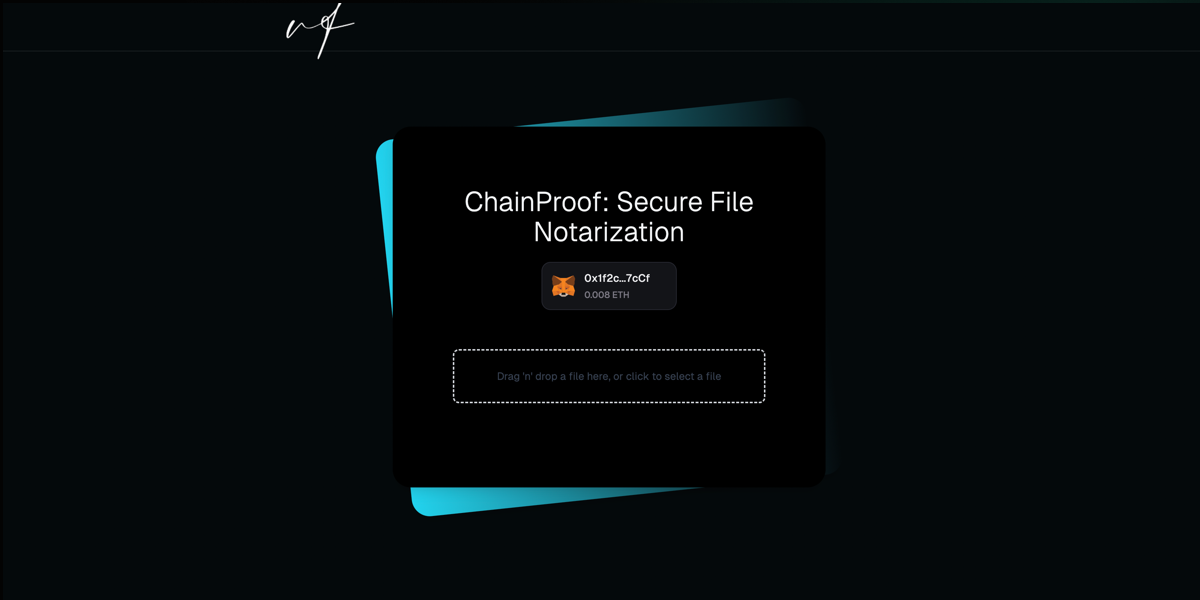 ChainProof: Secure File
Notarization
0x1f2c...7cCf
0.008 ETH
Drag 'n' drop a file here, or click to select a file